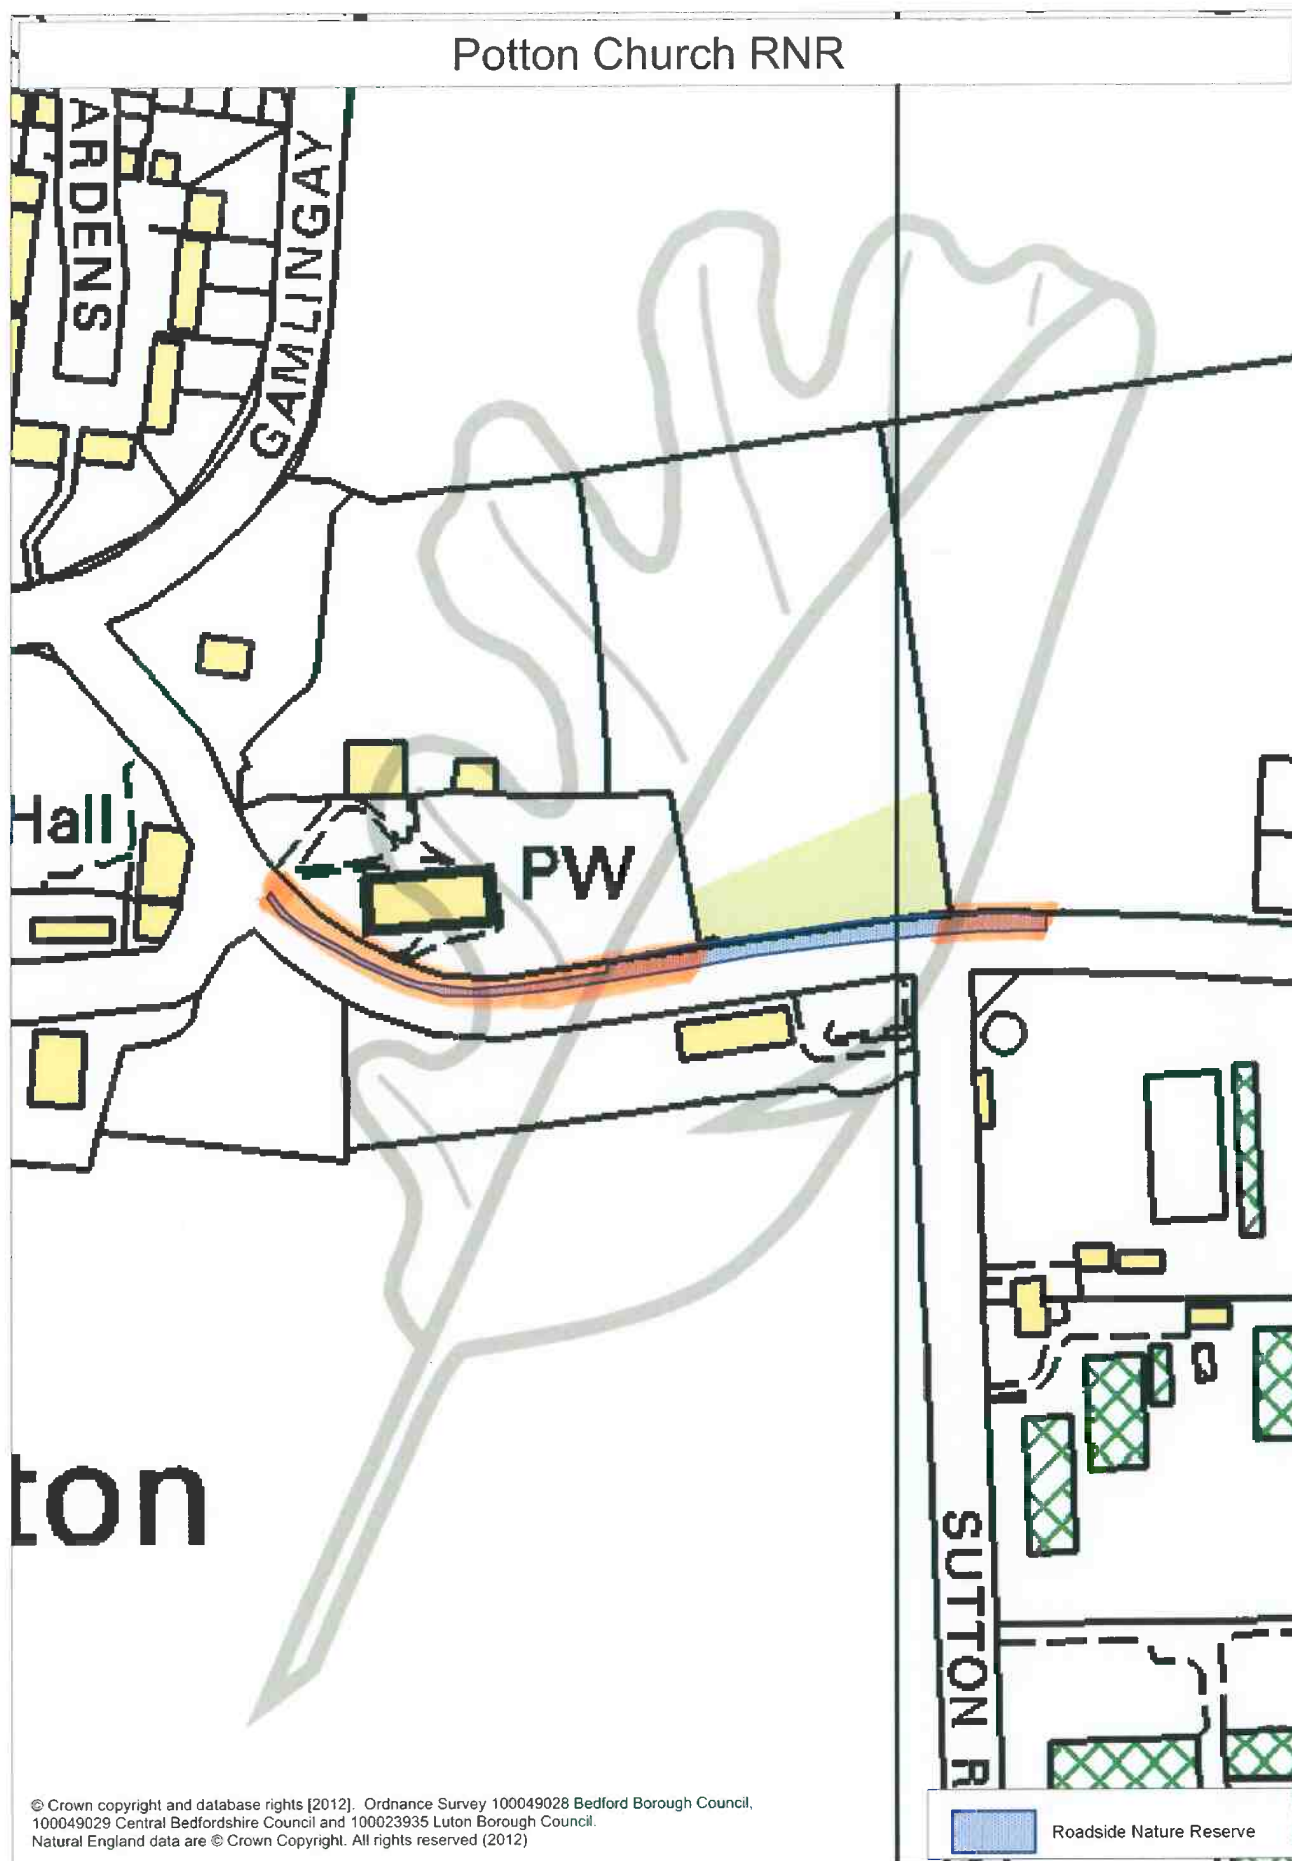 Potton Church RNR
ARDENS
GAMLINGAY
Hall
PW
ton
SUTTON R
© Crown copyright and database rights [2012]. Ordnance Survey 100049028 Bedford Borough Council,
100049029 Central Bedfordshire Council and 100023935 Luton Borough Council.
Natural England data are © Crown Copyright. All rights reserved (2012)
Roadside Nature Reserve